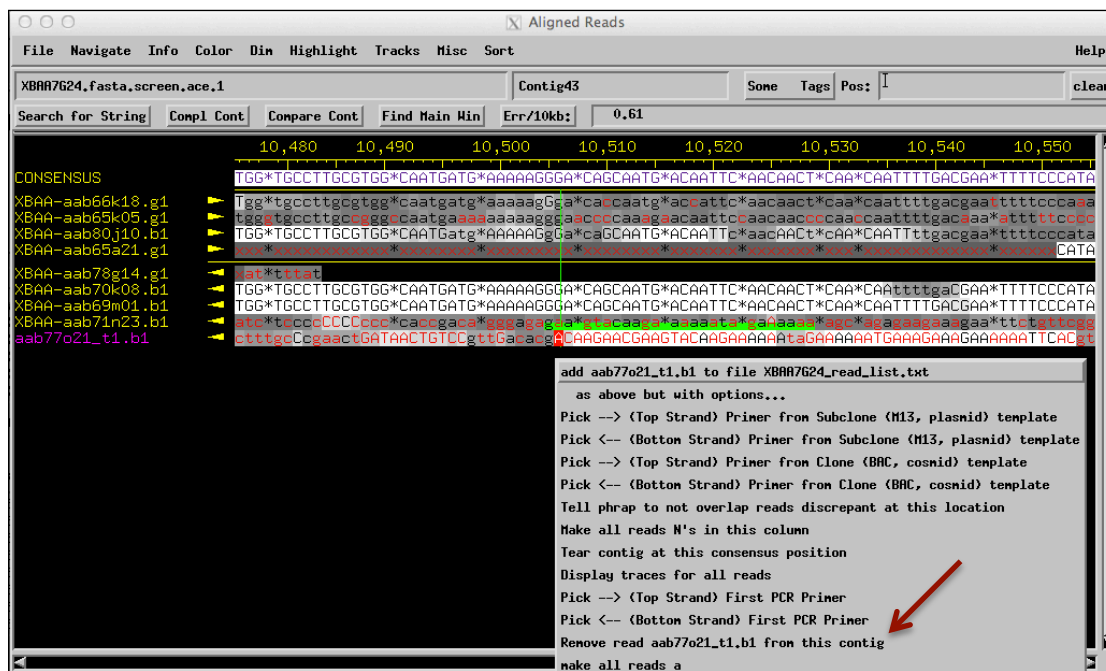 Aligned Reads
File Navigate Info Color Dim Highlight Tracks Misc Sort Help
XBAA7G24.fasta.screen.ace.1 Contig43 Some Tags Pos: clear
Search for String Compl Cont Compare Cont Find Main Win Err/10kb: 0.61
10,480 10,490 10,500 10,510 10,520 10,530 10,540 10,550
CONSENSUS TGG*TGCCTTGCGTGG*CAATGATG*AAAAAGGGA*CAGCAATG*ACAATTC*AACAACT*CAA*CAATTTTGACGAA*TTTTCCCATA
XBAA-aab66k18.g1
XBAA-aab65k05.g1
XBAA-aab80j10.b1
XBAA-aab65a21.g1 CATA
XBAA-aab78g14.g1 xat*tttat
XBAA-aab70k08.b1 TGG*TGCCTTGCGTGG*CAATGATG*AAAAAGGGA*CAGCAATG*ACAATTC*AACAACT*CAA*CAAttttgaCGAA*TTTTCCCATA
XBAA-aab69m01.b1 TGG*TGCCTTGCGTGG*CAATGATG*AAAAAGGGA*CAGCAATG*ACAATTC*AACAACT*CAA*CAATTTTGACGAA*TTTTCCCATA
XBAA-aab71n23.b1
aab77o21_t1.b1 ctttgcCcgaactGATAACTGTCCgttGacacgACAAGAACGAAGTACAAGAAAAAAtaGAAAAAATGAAAGAAAGAAAAAATTCACgt
add aab77o21_t1.b1 to file XBAA7G24_read_list.txt
as above but with options...
Pick --> (Top Strand) Primer from Subclone (M13, plasmid) template
Pick <-- (Bottom Strand) Primer from Subclone (M13, plasmid) template
Pick --> (Top Strand) Primer from Clone (BAC, cosmid) template
Pick <-- (Bottom Strand) Primer from Clone (BAC, cosmid) template
Tell phrap to not overlap reads discrepant at this location
Make all reads N's in this column
Tear contig at this consensus position
Display traces for all reads
Pick --> (Top Strand) First PCR Primer
Pick <-- (Bottom Strand) First PCR Primer
Remove read aab77o21_t1.b1 from this contig
make all reads a